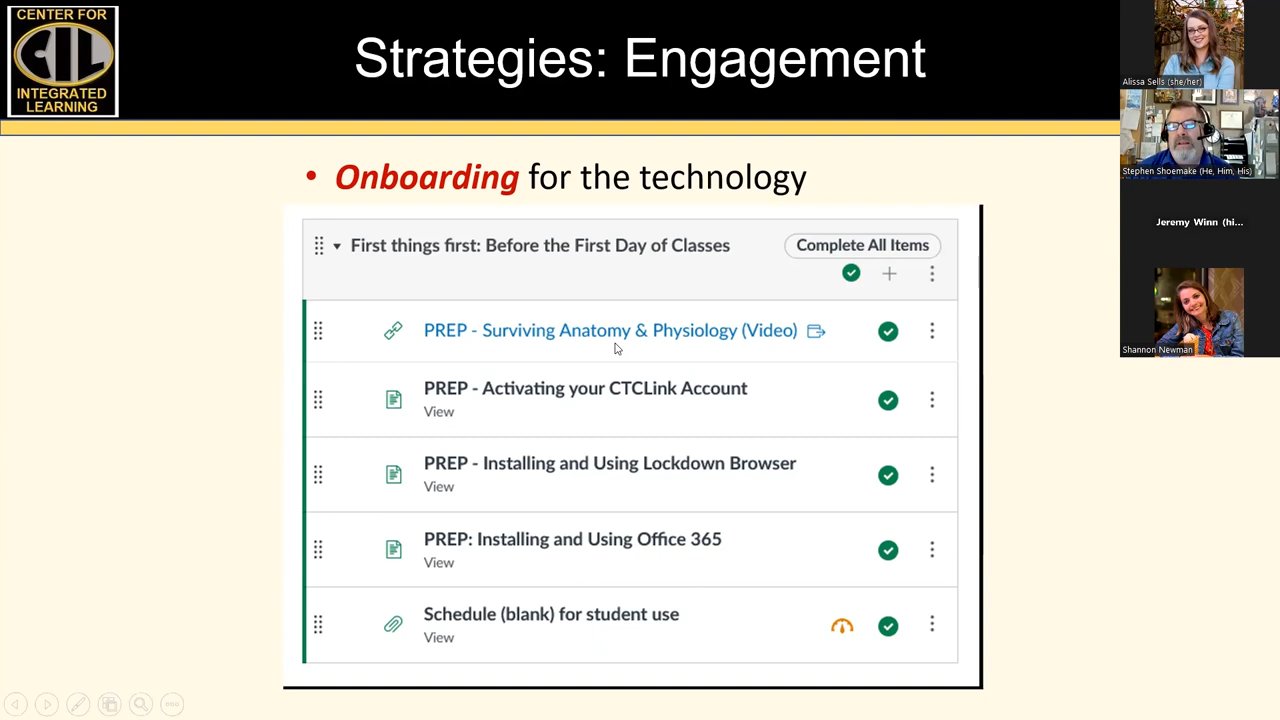 CENTER FOR
CIL
INTEGRATED
LEARNING
Strategies: Engagement
• Onboarding for the technology
First things first: Before the First Day of Classes
Complete All Items
PREP - Surviving Anatomy & Physiology (Video)
PREP - Activating your CTCLink Account
View
PREP - Installing and Using Lockdown Browser
View
PREP: Installing and Using Office 365
View
Schedule (blank) for student use
View
Alissa Sells (she/her)
Stephen Shoemake (He, Him, His)
Jeremy Winn (hi...
Shannon Newman